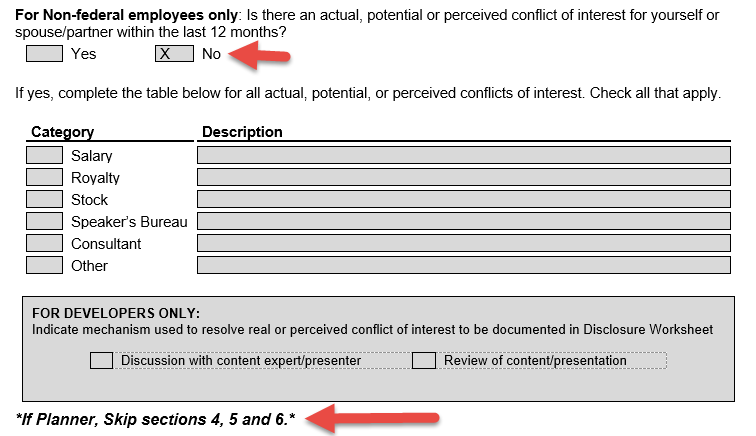 For Non-federal employees only: Is there an actual, potential or perceived conflict of interest for yourself or
spouse/partner within the last 12 months?
Yes X No
If yes, complete the table below for all actual, potential, or perceived conflicts of interest. Check all that apply.
Category Description
Salary
Royalty
Stock
Speaker's Bureau
Consultant
Other
FOR DEVELOPERS ONLY:
Indicate mechanism used to resolve real or perceived conflict of interest to be documented in Disclosure Worksheet
Discussion with content expert/presenter Review of content/presentation
*If Planner, Skip sections 4, 5 and 6.*